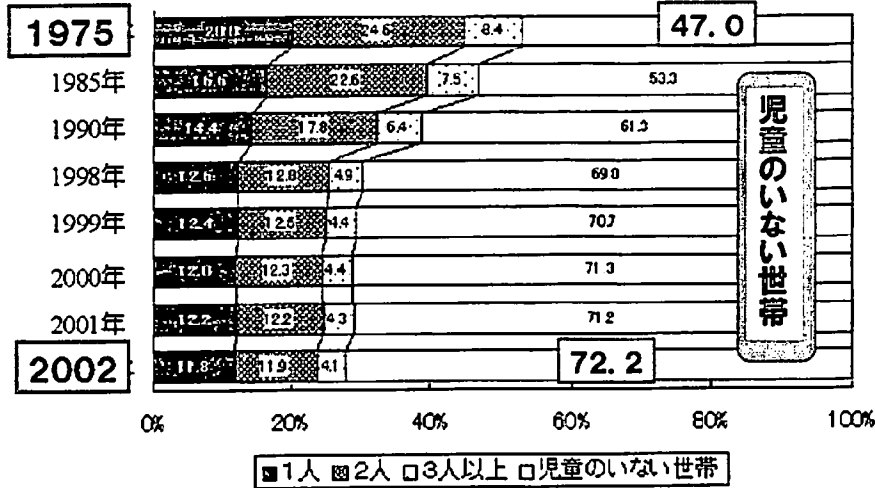 1975 24.6 8.4 47.0
1985年 16.6 22.6 7.5 53.3
1990年 14.4 17.8 6.4 61.3
1998年 12.6 12.8 4.9
1999年 12.4 12.5 4.4 70.7
2000年 12.0 12.3 4.4 71.3
2001年 12.2 12.2 4.3 71.2
2002 11.8 11.9 4.1 72.2
児童のいない世帯
0% 20% 40% 60% 80% 100%
1人 2人 3人以上 児童のいない世帯